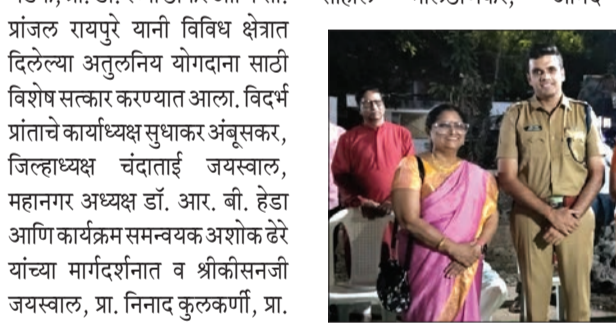 प्रांजल रायपुरे यानी विविध क्षेत्रात
दिलेल्या अतुलनिय योगदाना साठी
विशेष सत्कार करण्यात आला. विदर्भ
प्रांताचे कार्याध्यक्ष सुधाकर अंबूसकर,
जिल्हाध्यक्ष चंदाताई जयस्वाल,
महानगर अध्यक्ष डॉ. आर. बी. हेडा
आणि कार्यक्रम समन्वयक अशोक ढेरे
यांच्या मार्गदर्शनात व श्रीकीसनजी
जयस्वाल, प्रा. निनाद कुलकर्णी, प्रा.